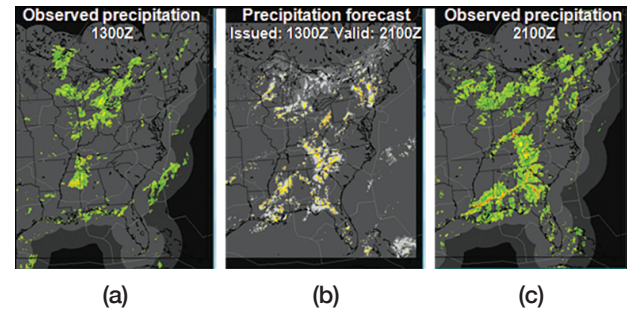 Observed precipitation
1300Z
Precipitation forecast
Issued: 1300Z Valid: 2100Z
Observed precipitation
2100Z
(a)
(b)
(c)